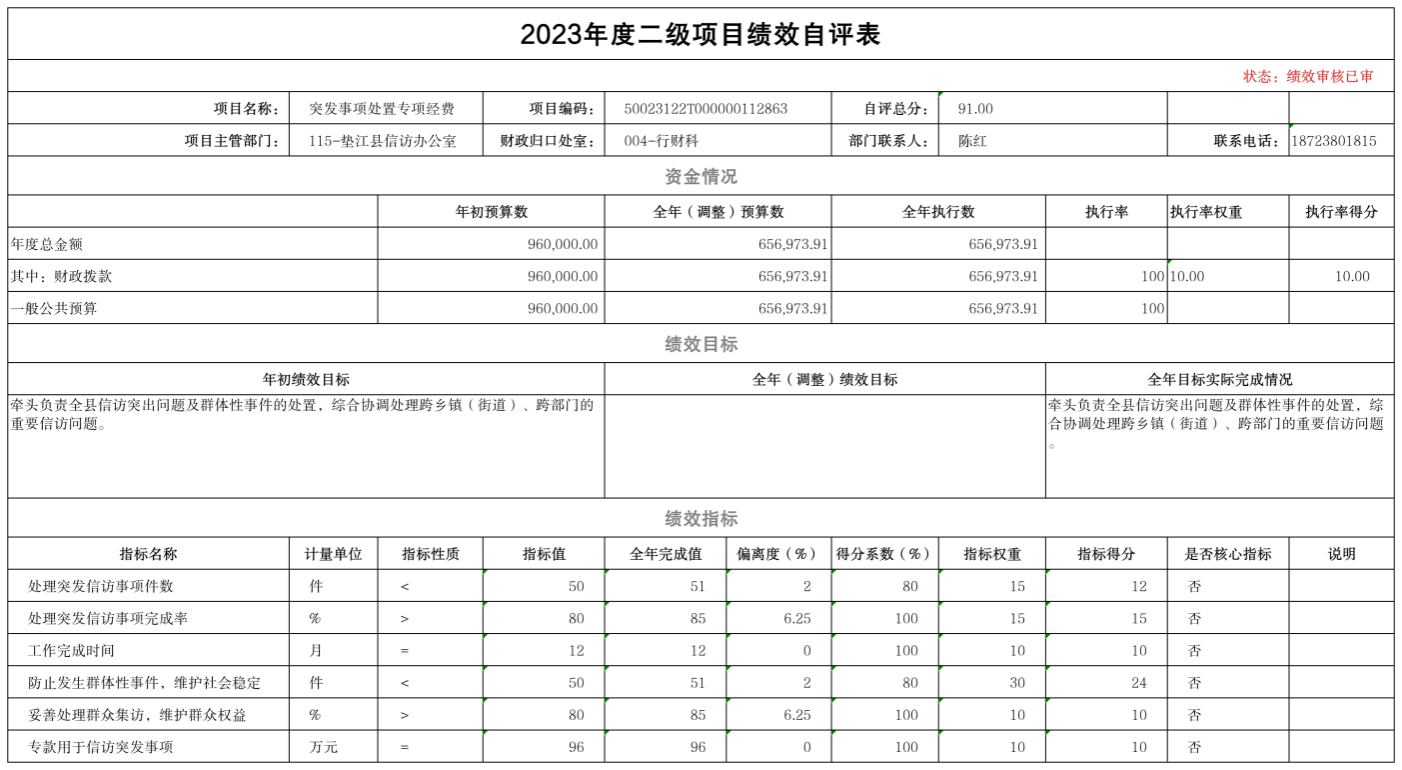 2023年度二级项目绩效自评表
状态：绩效审核已审
项目名称： 突发事项处置专项经费 项目编码： 50023122T000000112863 自评总分： 91.00
项目主管部门： 115-垫江县信访办公室 财政归口处室： 004-行财科 部门联系人： 陈红 联系电话： 18723801815
资金情况
年初预算数 全年（调整）预算数 全年执行数 执行率 执行率权重 执行率得分
年度总金额 960,000.00 656,973.91 656,973.91
其中：财政拨款 960,000.00 656,973.91 656,973.91 100 10.00 10.00
一般公共预算 960,000.00 656,973.91 656,973.91 100
绩效目标
年初绩效目标 全年（调整）绩效目标 全年目标实际完成情况
牵头负责全县信访突出问题及群体性事件的处置，综合协调处理跨乡镇（街道）、跨部门的
重要信访问题。
牵头负责全县信访突出问题及群体性事件的处置，综
合协调处理跨乡镇（街道）、跨部门的重要信访问题
。
绩效指标
指标名称 计量单位 指标性质 指标值 全年完成值 偏离度（%） 得分系数（%） 指标权重 指标得分 是否核心指标 说明
处理突发信访事项件数 件 < 50 51 2 80 15 12 否
处理突发信访事项完成率 % > 80 85 6.25 100 15 15 否
工作完成时间 月 = 12 12 0 100 10 10 否
防止发生群体性事件，维护社会稳定 件 < 50 51 2 80 30 24 否
妥善处理群众集访，维护群众权益 % > 80 85 6.25 100 10 10 否
专款用于信访突发事项 万元 = 96 96 0 100 10 10 否